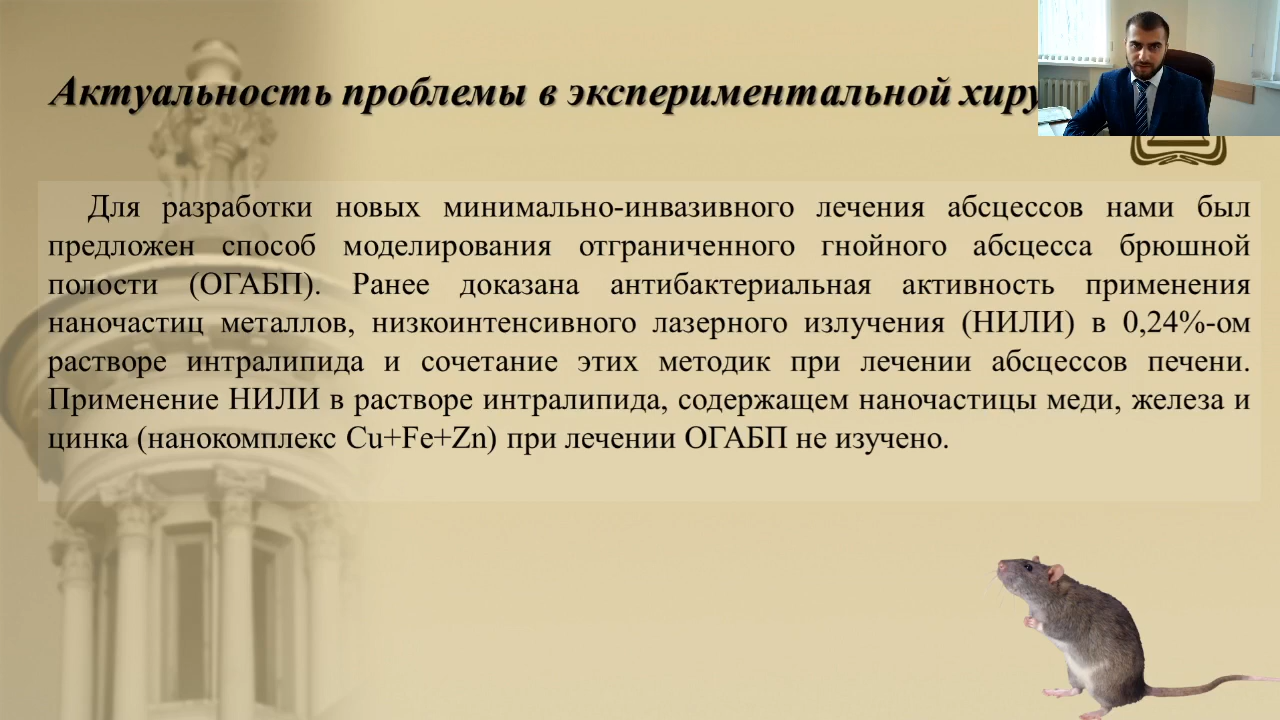 Актуальность проблемы в экспериментальной
Для разработки новых минимально-инвазивного лечения абсцессов нами был
предложен способ моделирования отграниченного гнойного абсцесса брюшной
полости (ОГАБП). Ранее доказана антибактериальная активность применения
наночастиц металлов, низкоинтенсивного лазерного излучения (НИЛИ) в 0,24%-ом
растворе интралипида и сочетание этих методик при лечении абсцессов печени.
Применение НИЛИ в растворе интралипида, содержащем наночастицы меди, железа и
цинка (нанокомплекс Cu+Fe+Zn) при лечении ОГАБП не изучено.